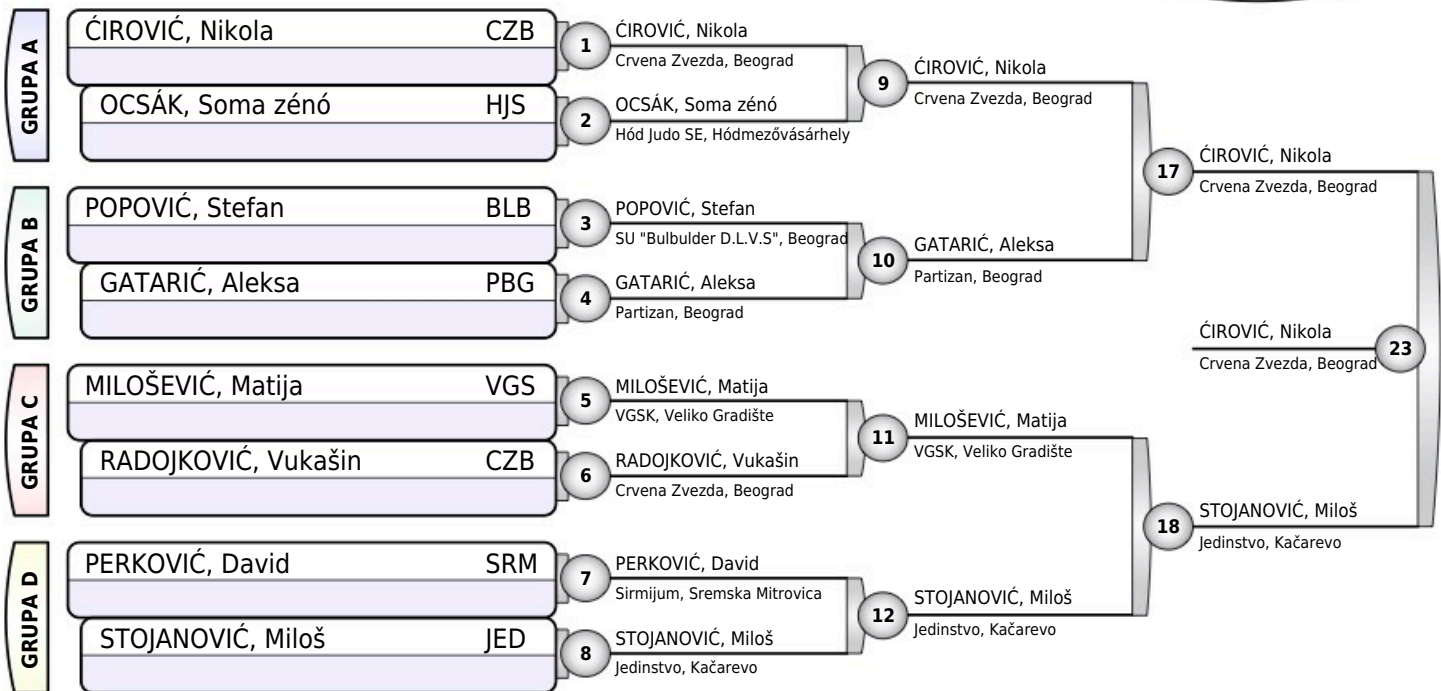 GRUPA A
ĆIROVIĆ, Nikola CZB
OCSÁK, Soma zénó HJS
GRUPA B
POPOVIĆ, Stefan BLB
GATARIĆ, Aleksa PBG
GRUPA C
MILOŠEVIĆ, Matija VGS
RADOJKOVIĆ, Vukašin CZB
GRUPA D
PERKOVIĆ, David SRM
STOJANOVIĆ, Miloš JED
1
ĆIROVIĆ, Nikola
Crvena Zvezda, Beograd
2
OCSÁK, Soma zénó
Hód Judo SE, Hódmezővásárhely
3
POPOVIĆ, Stefan
SU "Bulbulder D.L.V.S", Beograd
4
GATARIĆ, Aleksa
Partizan, Beograd
5
MILOŠEVIĆ, Matija
VGSK, Veliko Gradište
6
RADOJKOVIĆ, Vukašin
Crvena Zvezda, Beograd
7
PERKOVIĆ, David
Sirmijum, Sremska Mitrovica
8
STOJANOVIĆ, Miloš
Jedinstvo, Kačarevo
9
ĆIROVIĆ, Nikola
Crvena Zvezda, Beograd
10
GATARIĆ, Aleksa
Partizan, Beograd
11
MILOŠEVIĆ, Matija
VGSK, Veliko Gradište
12
STOJANOVIĆ, Miloš
Jedinstvo, Kačarevo
17
ĆIROVIĆ, Nikola
Crvena Zvezda, Beograd
18
STOJANOVIĆ, Miloš
Jedinstvo, Kačarevo
ĆIROVIĆ, Nikola
Crvena Zvezda, Beograd
23